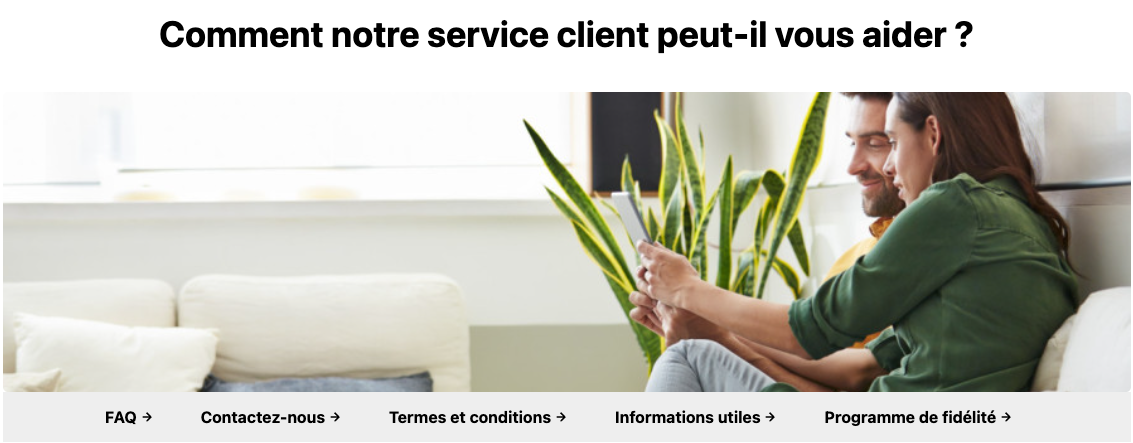 Comment notre service client peut-il vous aider ?
FAQ → Contactez-nous → Termes et conditions → Informations utiles → Programme de fidélité →